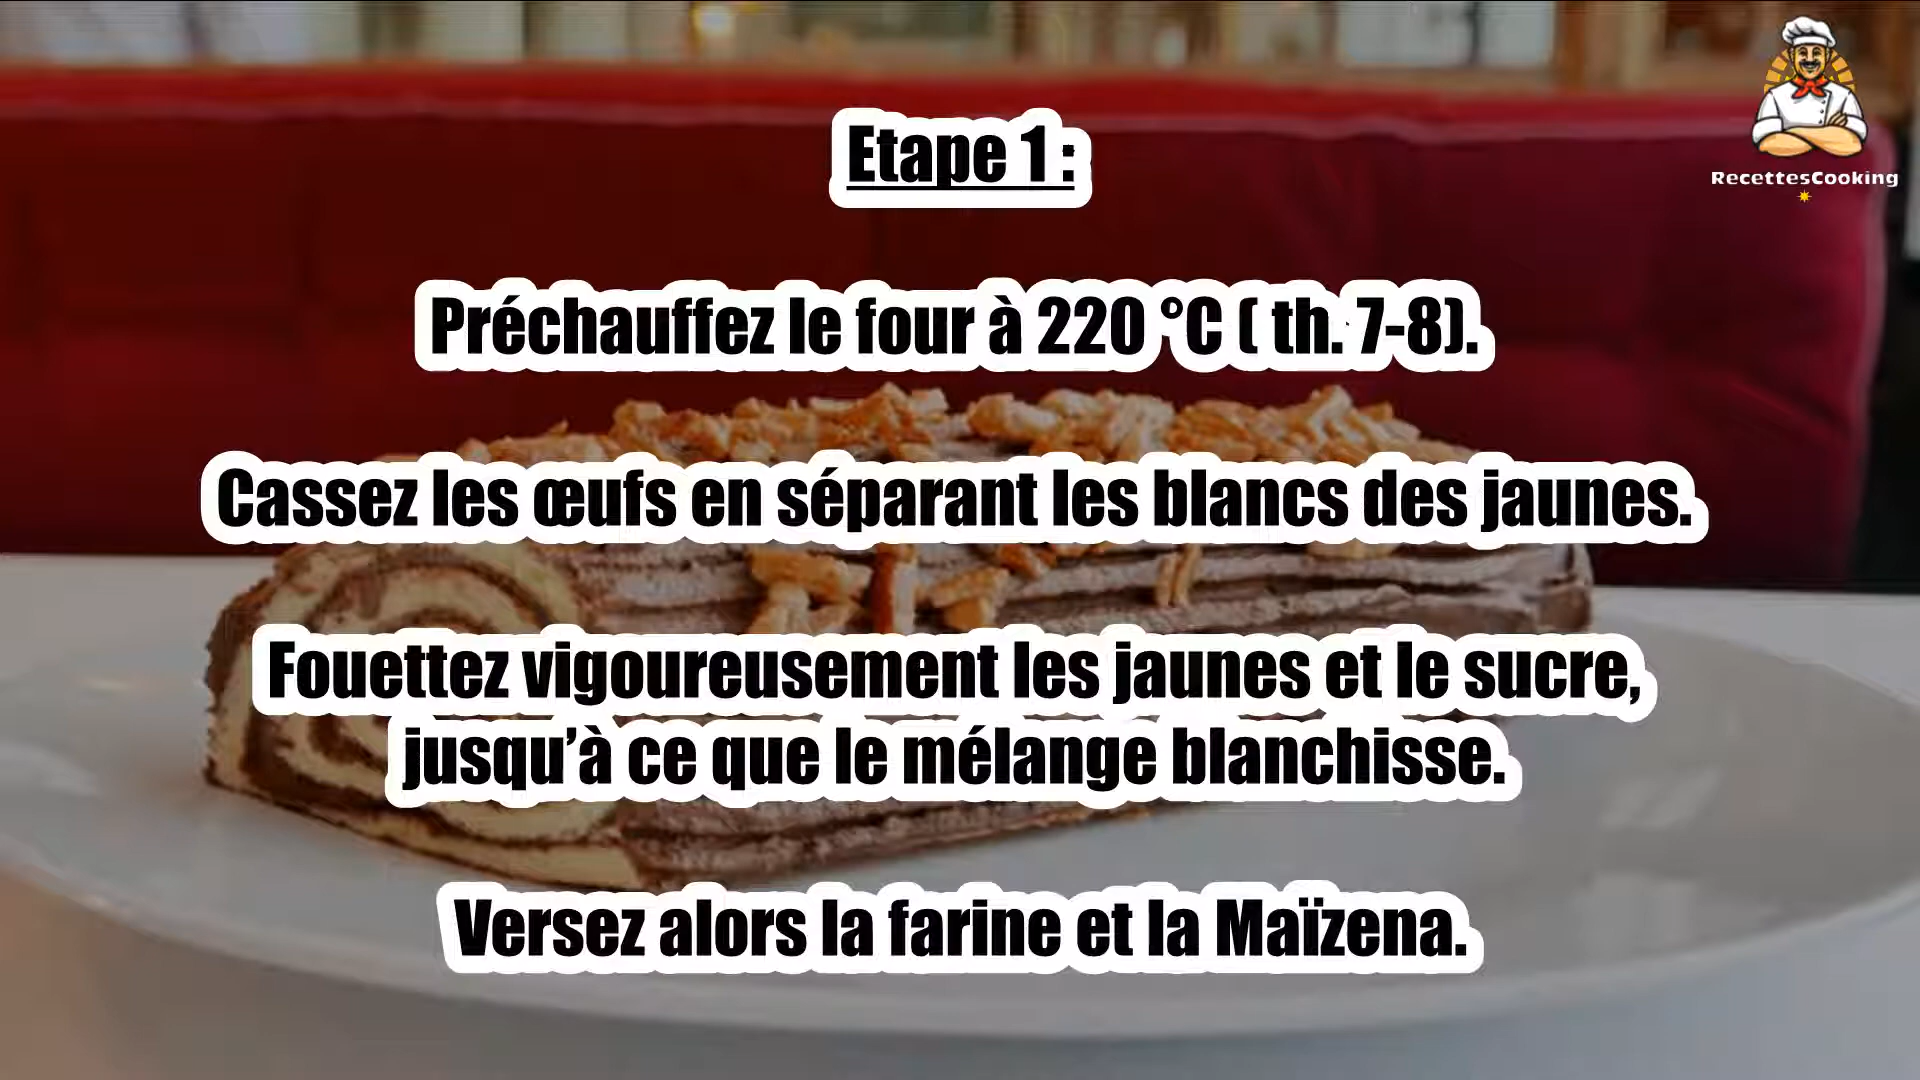 RecettesCooking
Etape 1 :
Préchauffez le four à 220 °C ( th. 7-8).
Cassez les œufs en séparant les blancs des jaunes.
Fouettez vigoureusement les jaunes et le sucre,
jusqu’à ce que le mélange blanchisse.
Versez alors la farine et la Maïzena.